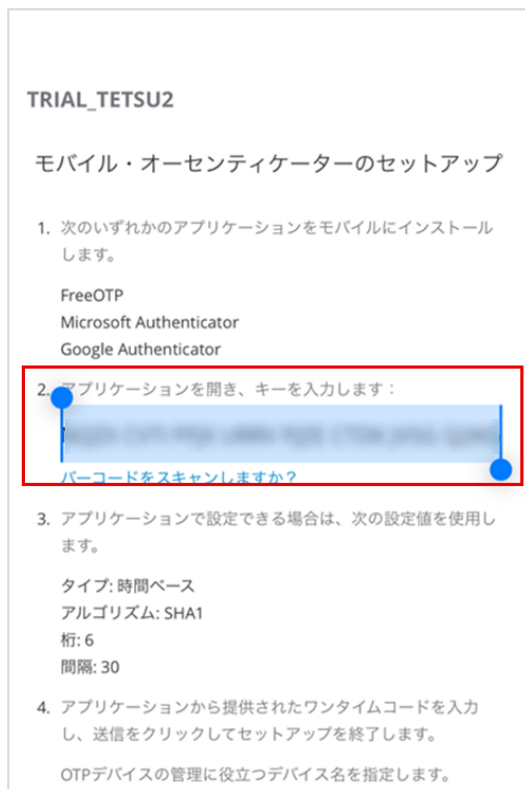 TRIAL_TETSU2
モバイル・オーセンティケーターのセットアップ
1. 次のいずれかのアプリケーションをモバイルにインストール
します。
FreeOTP
Microsoft Authenticator
Google Authenticator
2. アプリケーションを開き、キーを入力します：
バーコードをスキャンしますか？
3. アプリケーションで設定できる場合は、次の設定値を使用し
ます。
タイプ: 時間ベース
アルゴリズム: SHA1
桁: 6
間隔: 30
4. アプリケーションから提供されたワンタイムコードを入力
し、送信をクリックしてセットアップを終了します。
OTPデバイスの管理に役立つデバイス名を指定します。